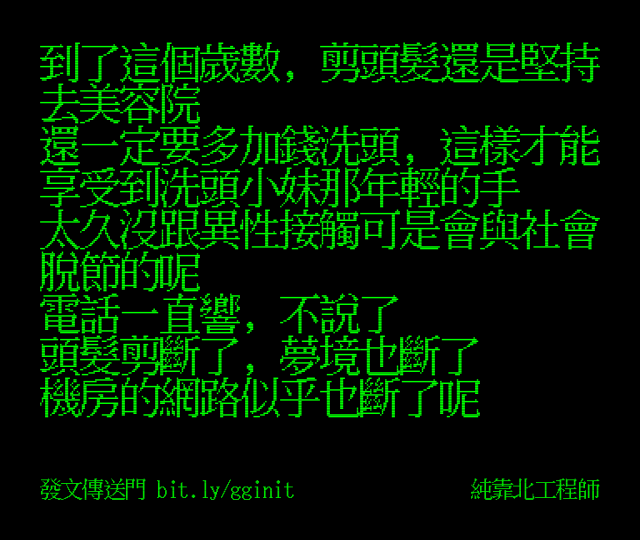 到了這個歲數, 剪頭髮還是堅持
去美容院
還一定要多加錢洗頭, 這樣才能
享受到洗頭小妹那年輕的手
太久沒跟異性接觸可是會與社會
脫節的呢
電話一直響, 不說了
頭髮剪斷了, 夢境也斷了
機房的網路似乎也斷了呢
發文傳送門 bit.ly/gginit
純靠北工程師